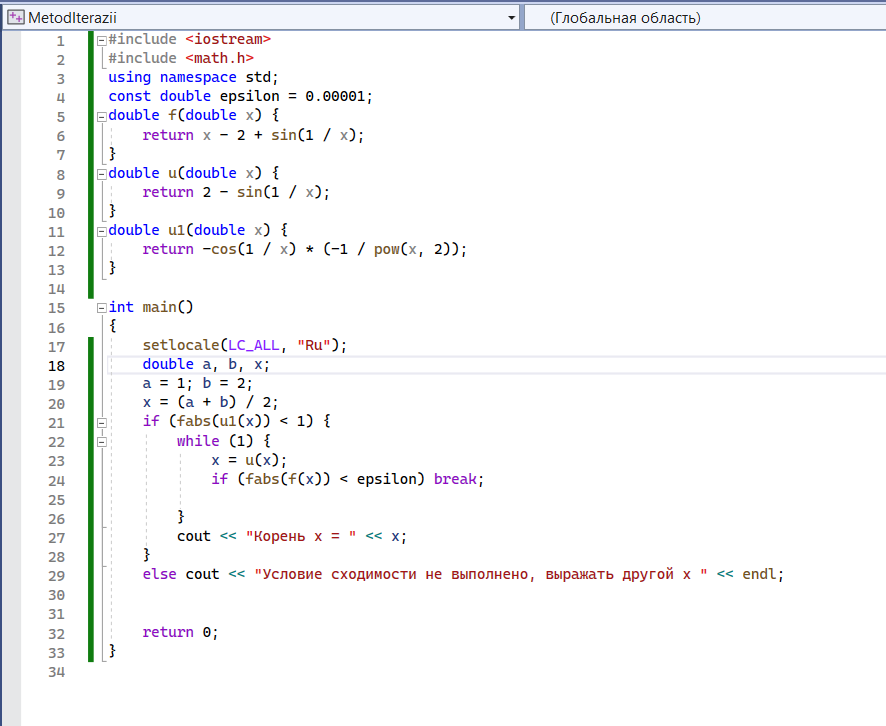 MetodIterazii (Глобальная область)
1 #include <iostream>
2 #include <math.h>
3 using namespace std;
4 const double epsilon = 0.00001;
5 double f(double x) {
6 return x - 2 + sin(1 / x);
7 }
8 double u(double x) {
9 return 2 - sin(1 / x);
10 }
11 double u1(double x) {
12 return -cos(1 / x) * (-1 / pow(x, 2));
13 }
14
15 int main()
16 {
17 setlocale(LC_ALL, "Ru");
18 double a, b, x;
19 a = 1; b = 2;
20 x = (a + b) / 2;
21 if (fabs(u1(x)) < 1) {
22 while (1) {
23 x = u(x);
24 if (fabs(f(x)) < epsilon) break;
25
26 }
27 cout << "Корень x = " << x;
28 }
29 else cout << "Условие сходимости не выполнено, выражать другой x " << endl;
30
31
32 return 0;
33 }
34